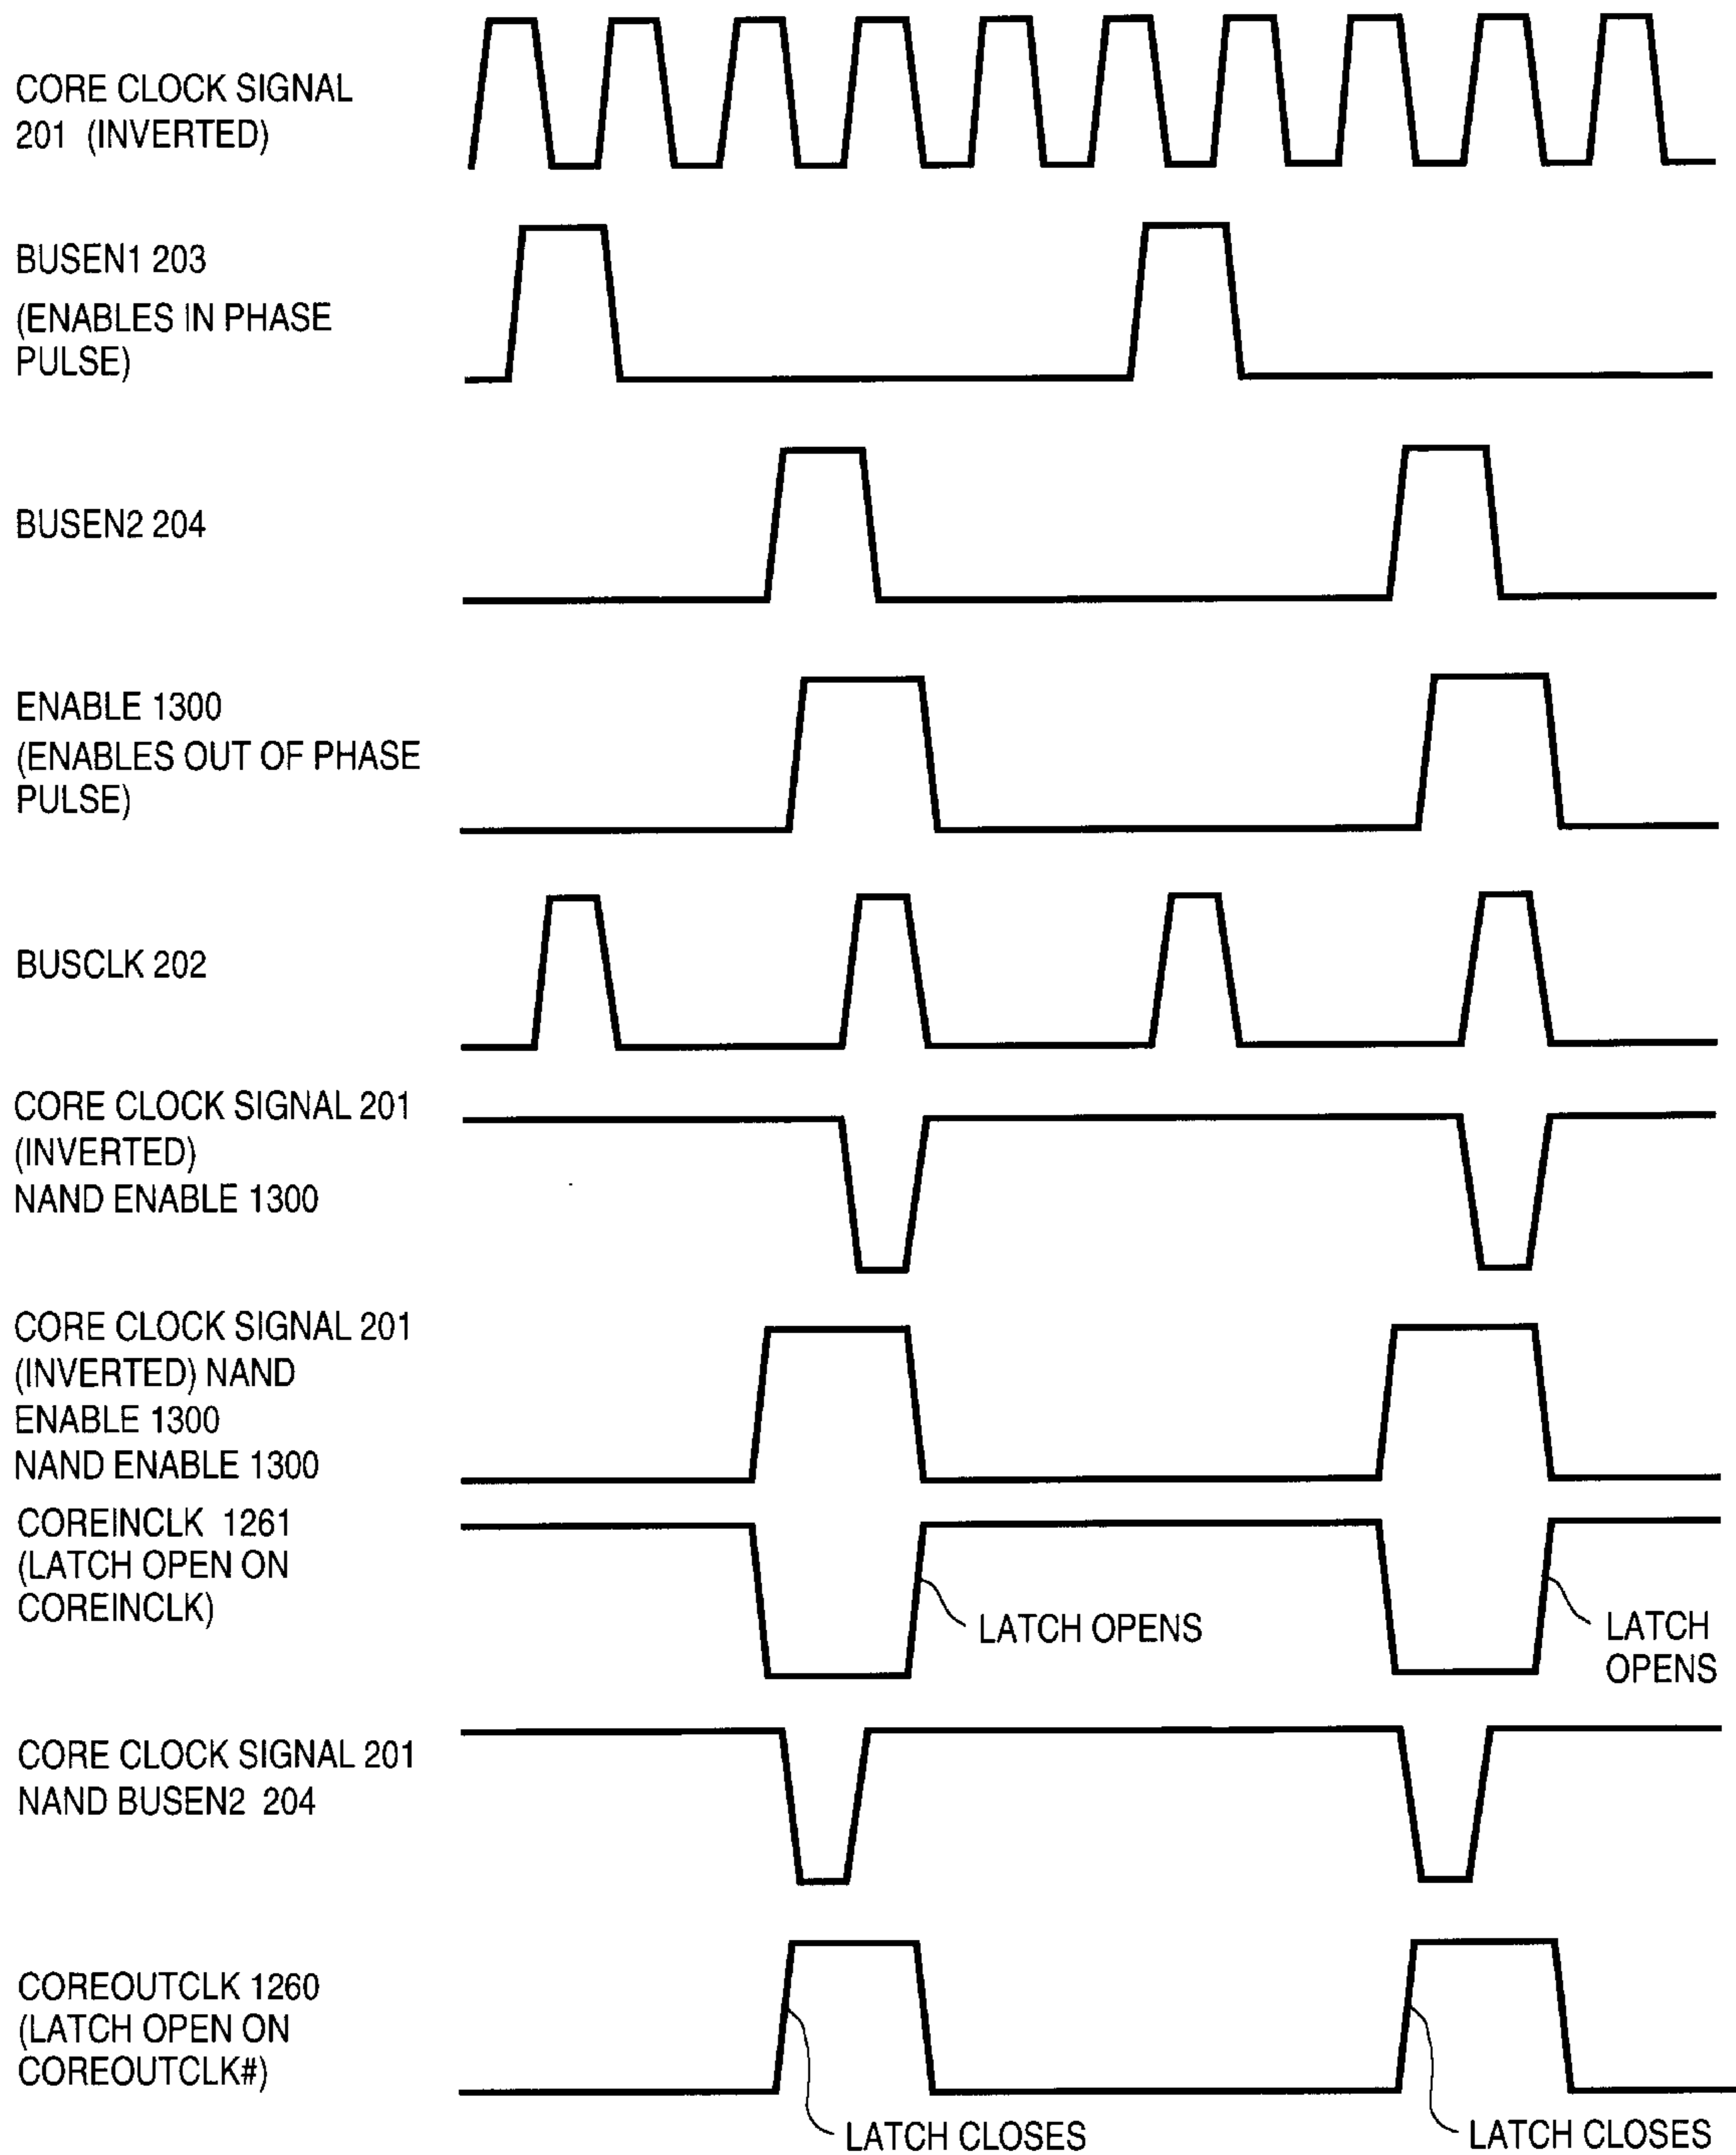 CORE CLOCK SIGNAL
201 (INVERTED)
BUSEN1 203
(ENABLES IN PHASE
PULSE)
BUSEN2 204
ENABLE 1300
(ENABLES OUT OF PHASE
PULSE)
BUSCLK 202
CORE CLOCK SIGNAL 201
(INVERTED)
NAND ENABLE 1300
CORE CLOCK SIGNAL 201
(INVERTED) NAND
ENABLE 1300
NAND ENABLE 1300
COREINCLK 1261
(LATCH OPEN ON
COREINCLK)
LATCH OPENS
LATCH
OPENS
CORE CLOCK SIGNAL 201
NAND BUSEN2 204
COREOUTCLK 1260
(LATCH OPEN ON
COREOUTCLK#)
LATCH CLOSES
LATCH CLOSES